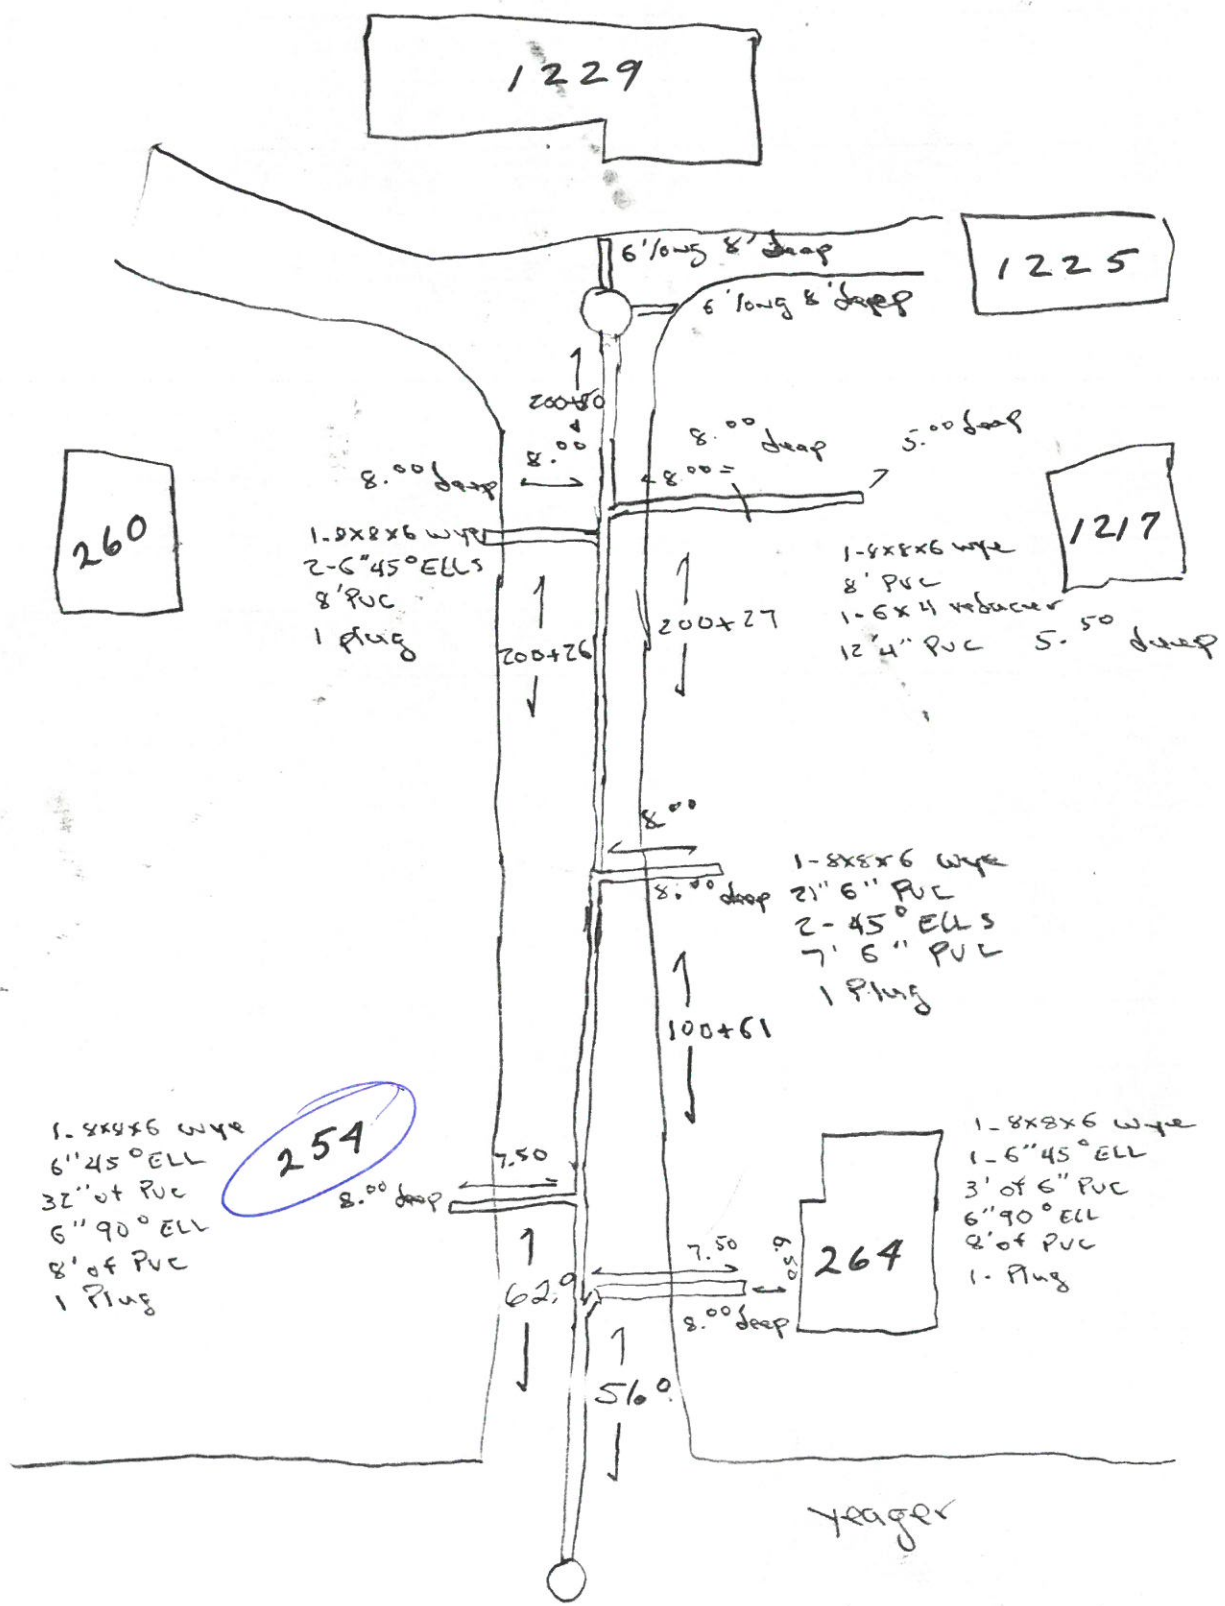 1229
6' long 8' deep
1225
6' long 8' deep
200+80
8.00
8.00 deep
8.00 deep
8.00 =
5.00 deep
260
1-8x8x6 wye
2-6" 45° ELLS
8' PVC
1 plug
200+26
200+27
1217
1-8x8x6 wye
8' PVC
1-6x4 reducer
12' 4" PVC 5.50 deep
8.00
8.00 deep
1-8x8x6 wye
21" 6" PVC
2-45° ELLS
7' 6" PVC
1 Plug
100+61
1-8x8x6 wye
6" 45° ELL
32" of PVC
6" 90° ELL
8' of PVC
1 Plug
254
7.50
8.00 deep
62.0
7.50
6.50
8.00 deep
264
1-8x8x6 wye
1-6" 45° ELL
3' of 6" PVC
6" 90° ELL
8' of PVC
1-Plug
56°
Yeager